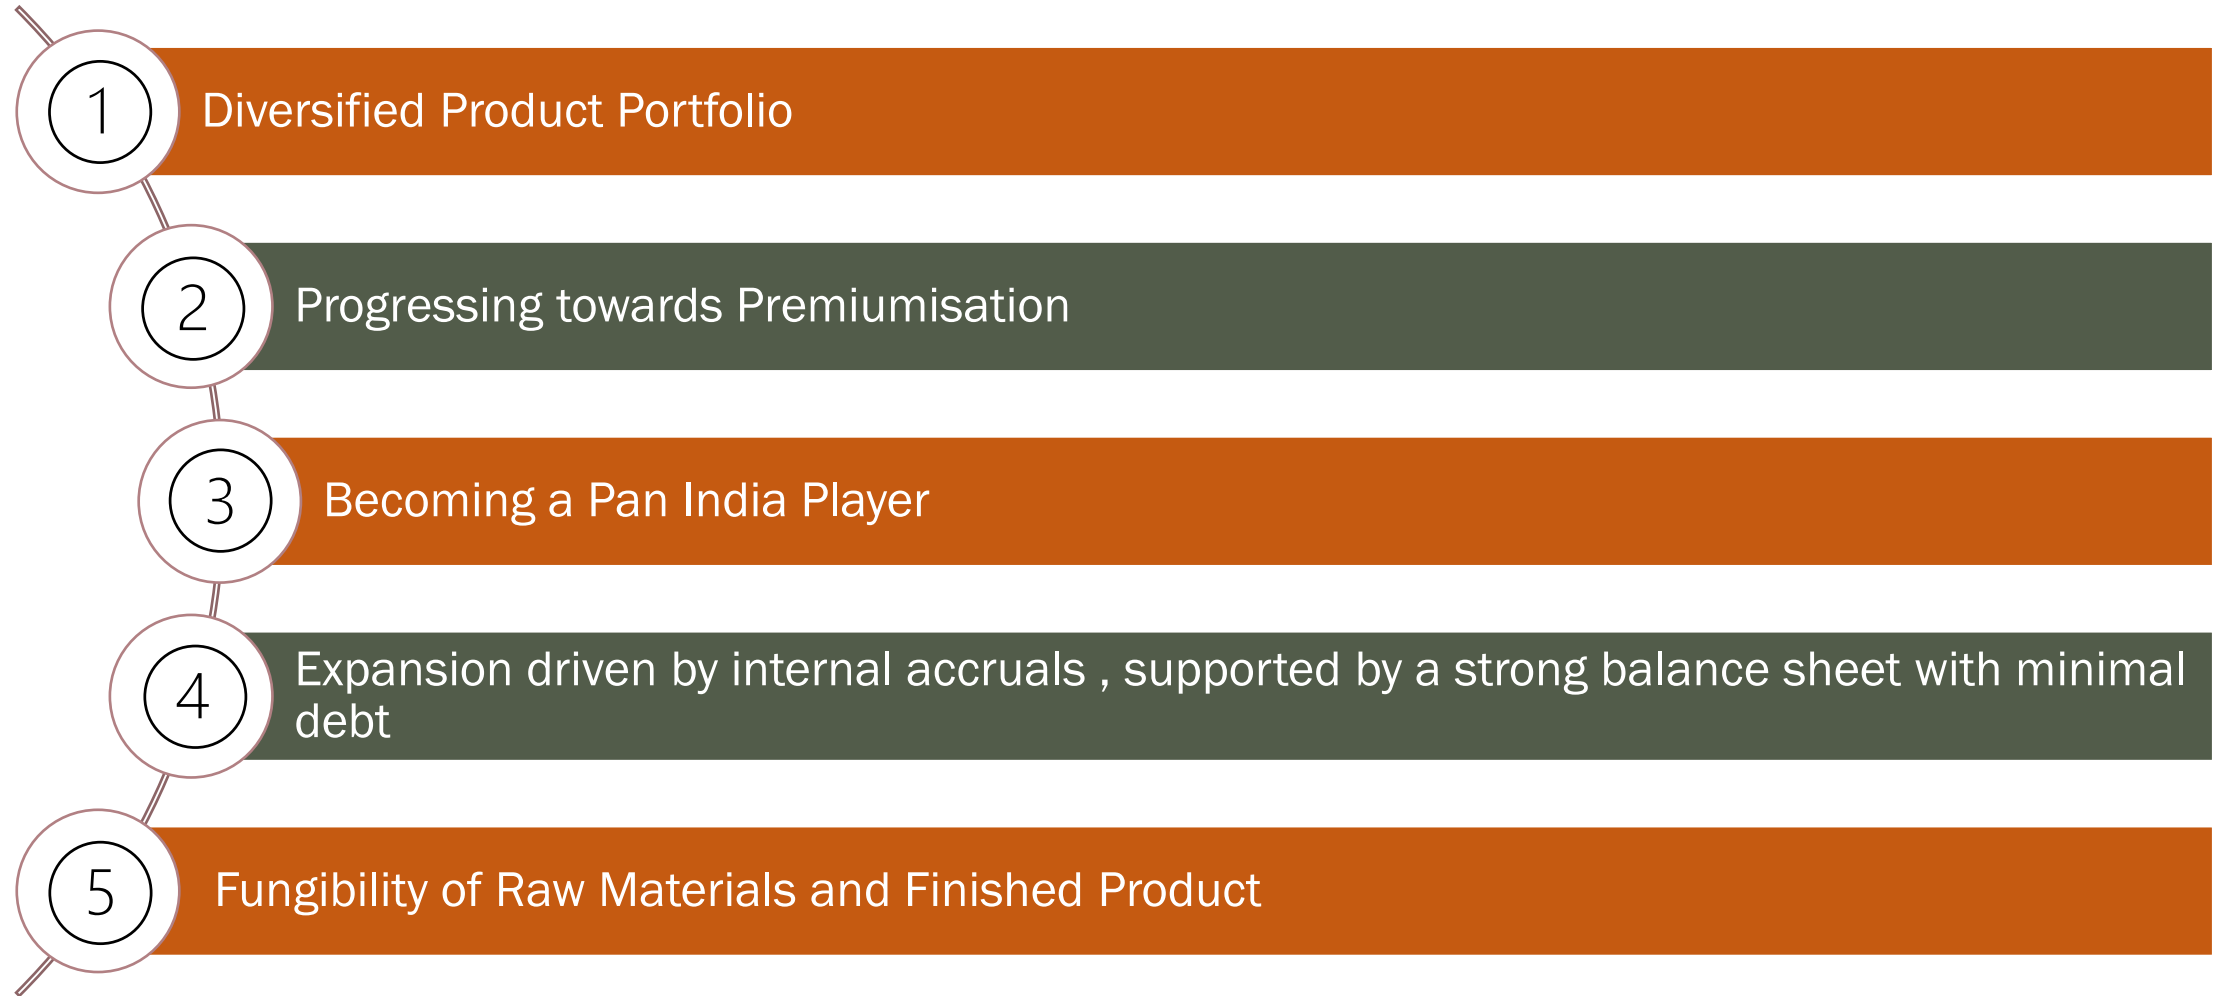 1
Diversified Product Portfolio
2
Progressing towards Premiumisation
3
Becoming a Pan India Player
4
Expansion driven by internal accruals , supported by a strong balance sheet with minimal
debt
5
Fungibility of Raw Materials and Finished Product